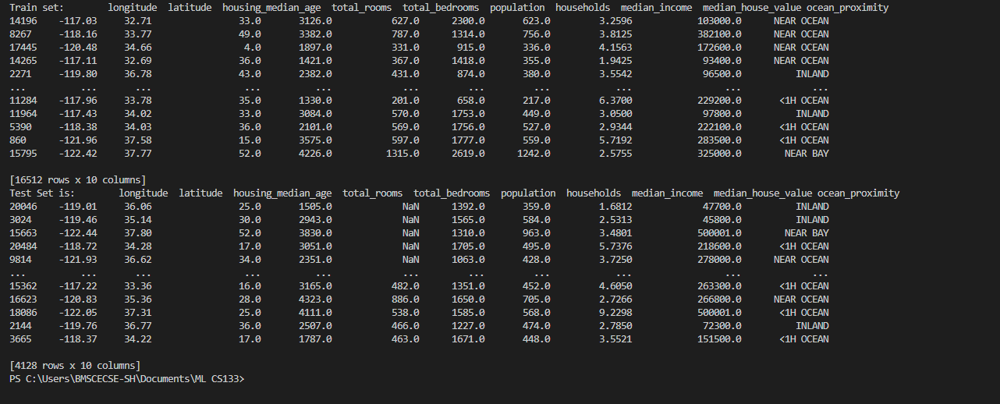 Train set:        longitude  latitude  housing_median_age  total_rooms  total_bedrooms  population  households  median_income  median_house_value ocean_proximity
14196    -117.03     32.71                33.0       3126.0           627.0      2300.0       623.0         3.2596            103000.0      NEAR OCEAN
8267     -118.16     33.77                49.0       3382.0           787.0      1314.0       756.0         3.8125            382100.0      NEAR OCEAN
17445    -120.48     34.66                 4.0       1897.0           331.0       915.0       336.0         4.1563            172600.0      NEAR OCEAN
14265    -117.11     32.69                36.0       1421.0           367.0      1418.0       355.0         1.9425             93400.0      NEAR OCEAN
2271     -119.80     36.78                43.0       2382.0           431.0       874.0       380.0         3.5542             96500.0          INLAND
...          ...       ...                 ...          ...             ...         ...         ...            ...                 ...             ...
11284    -117.96     33.78                35.0       1330.0           201.0       658.0       217.0         6.3700            229200.0       <1H OCEAN
11964    -117.43     34.02                33.0       3084.0           570.0      1753.0       449.0         3.0500             97800.0          INLAND
5390     -118.38     34.03                36.0       2101.0           569.0      1756.0       527.0         2.9344            222100.0       <1H OCEAN
860      -121.96     37.58                15.0       3575.0           597.0      1777.0       559.0         5.7192            283500.0       <1H OCEAN
15795    -122.42     37.77                52.0       4226.0          1315.0      2619.0      1242.0         2.5755            325000.0        NEAR BAY
[16512 rows x 10 columns]
Test Set is:        longitude  latitude  housing_median_age  total_rooms  total_bedrooms  population  households  median_income  median_house_value ocean_proximity
20046    -119.01     36.06                25.0       1505.0             NaN      1392.0       359.0         1.6812             47700.0          INLAND
3024     -119.46     35.14                30.0       2943.0             NaN      1565.0       584.0         2.5313             45800.0          INLAND
15663    -122.44     37.80                52.0       3830.0             NaN      1310.0       963.0         3.4801            500001.0        NEAR BAY
20484    -118.72     34.28                17.0       3051.0             NaN      1705.0       495.0         5.7376            218600.0       <1H OCEAN
9814     -121.93     36.62                34.0       2351.0             NaN      1063.0       428.0         3.7250            278000.0      NEAR OCEAN
...          ...       ...                 ...          ...             ...         ...         ...            ...                 ...             ...
15362    -117.22     33.36                16.0       3165.0           482.0      1351.0       452.0         4.6050            263300.0       <1H OCEAN
16623    -120.83     35.36                28.0       4323.0           886.0      1650.0       705.0         2.7266            266800.0      NEAR OCEAN
18086    -122.05     37.31                25.0       4111.0           538.0      1585.0       568.0         9.2298            500001.0       <1H OCEAN
2144     -119.76     36.77                36.0       2507.0           466.0      1227.0       474.0         2.7850             72300.0          INLAND
3665     -118.37     34.22                17.0       1787.0           463.0      1671.0       448.0         3.5521            151500.0       <1H OCEAN
[4128 rows x 10 columns]
PS C:\Users\BMSCECSE-SH\Documents\ML CS133>